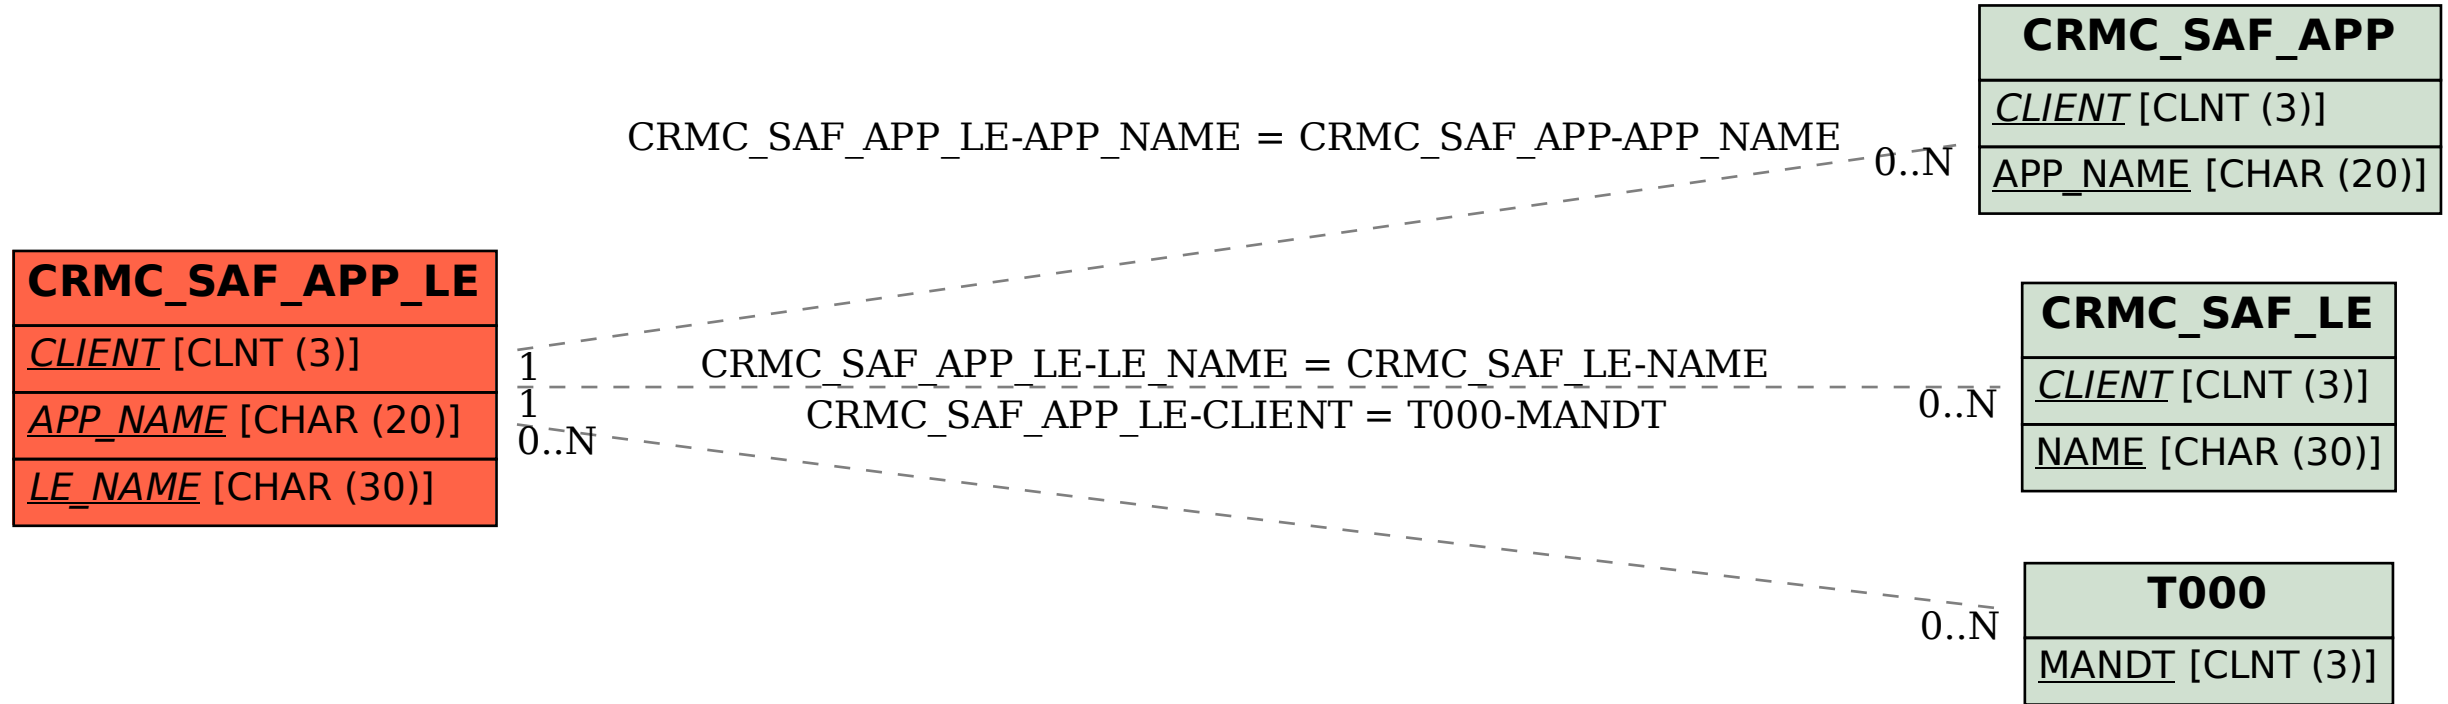 CRMC_SAF_APP
CLIENT [CLNT (3)]
APP_NAME [CHAR (20)]
CRMC_SAF_APP_LE-APP_NAME = CRMC_SAF_APP-APP_NAME
0..N
CRMC_SAF_APP_LE
CLIENT [CLNT (3)]
APP_NAME [CHAR (20)]
LE_NAME [CHAR (30)]
1
1
0..N
CRMC_SAF_APP_LE-LE_NAME = CRMC_SAF_LE-NAME
CRMC_SAF_APP_LE-CLIENT = T000-MANDT
0..N
CRMC_SAF_LE
CLIENT [CLNT (3)]
NAME [CHAR (30)]
0..N
T000
MANDT [CLNT (3)]